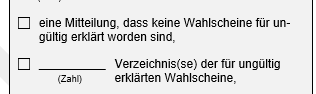 eine Mitteilung, dass keine Wahlscheine für un-
gültig erklärt worden sind,
Verzeichnis(se) der für ungültig
(Zahl) erklärten Wahlscheine,